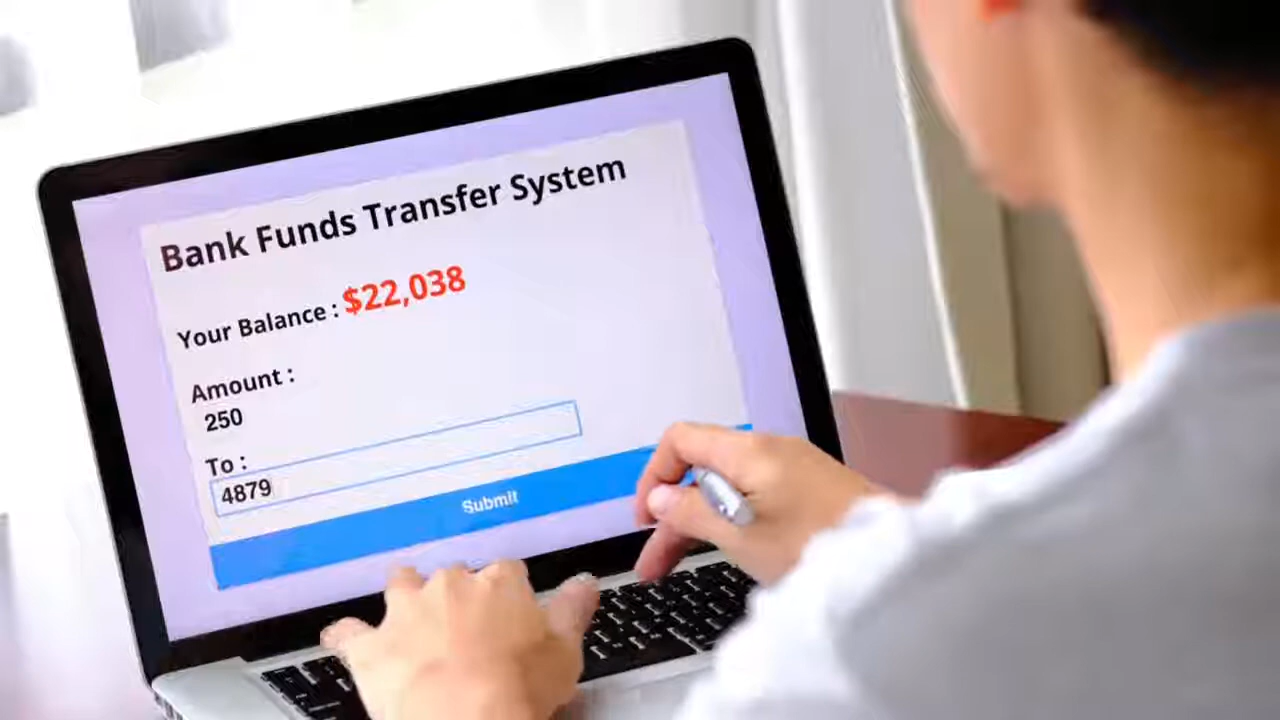 Bank Funds Transfer System
Your Balance : $22,038
Amount :
250
To :
4879
Submit